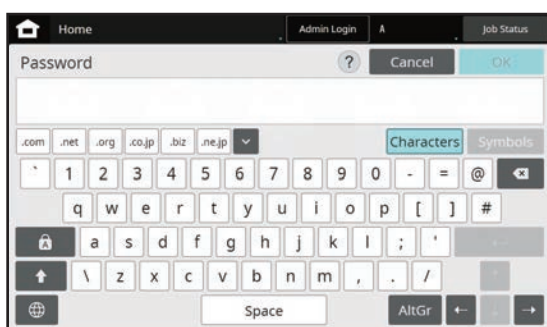 Home Admin Login A Job Status
Password ? Cancel OK
.com .net .org .co.jp .biz .ne.jp Characters Symbols
` 1 2 3 4 5 6 7 8 9 0 - = @
q w e r t y u i o p [ ] #
A a s d f g h j k l ; '
\ z x c v b n m , . /
Space AltGr ← ↓ →